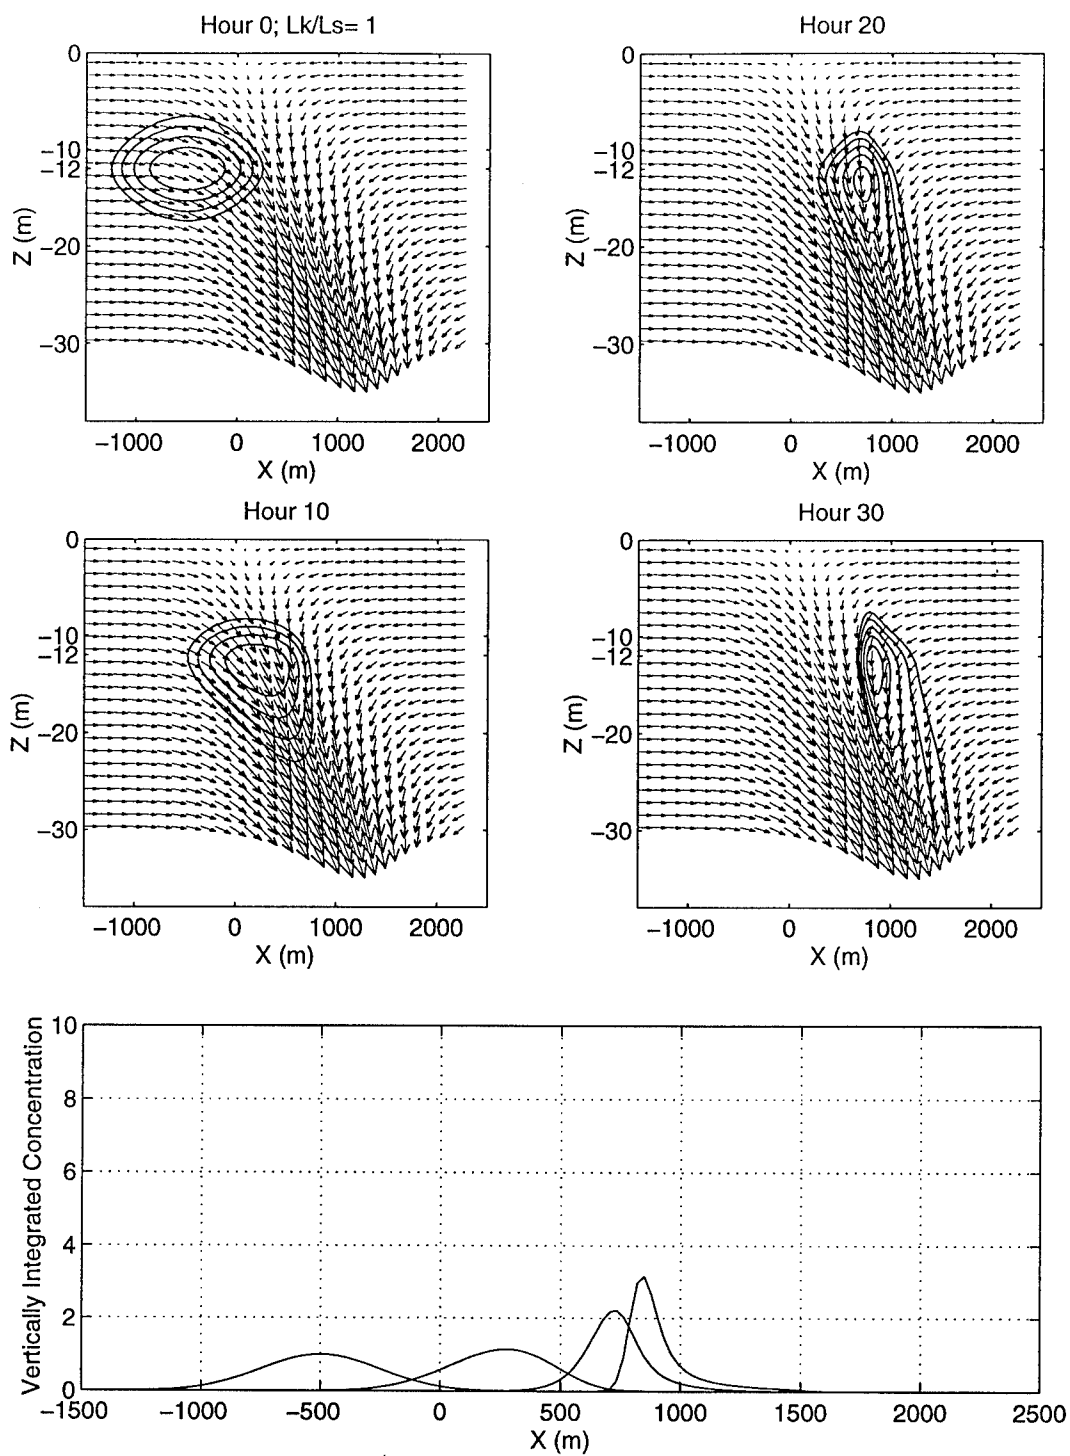 Hour 0; Lk/Ls= 1
0
−10
−12
−20
−30
Z (m)
−1000 0 1000 2000
X (m)
Hour 20
0
−10
−12
−20
−30
Z (m)
−1000 0 1000 2000
X (m)
Hour 10
0
−10
−12
−20
−30
Z (m)
−1000 0 1000 2000
X (m)
Hour 30
0
−10
−12
−20
−30
Z (m)
−1000 0 1000 2000
X (m)
10
8
6
4
2
0
Vertically Integrated Concentration
−1500 −1000 −500 0 500 1000 1500 2000 2500
X (m)